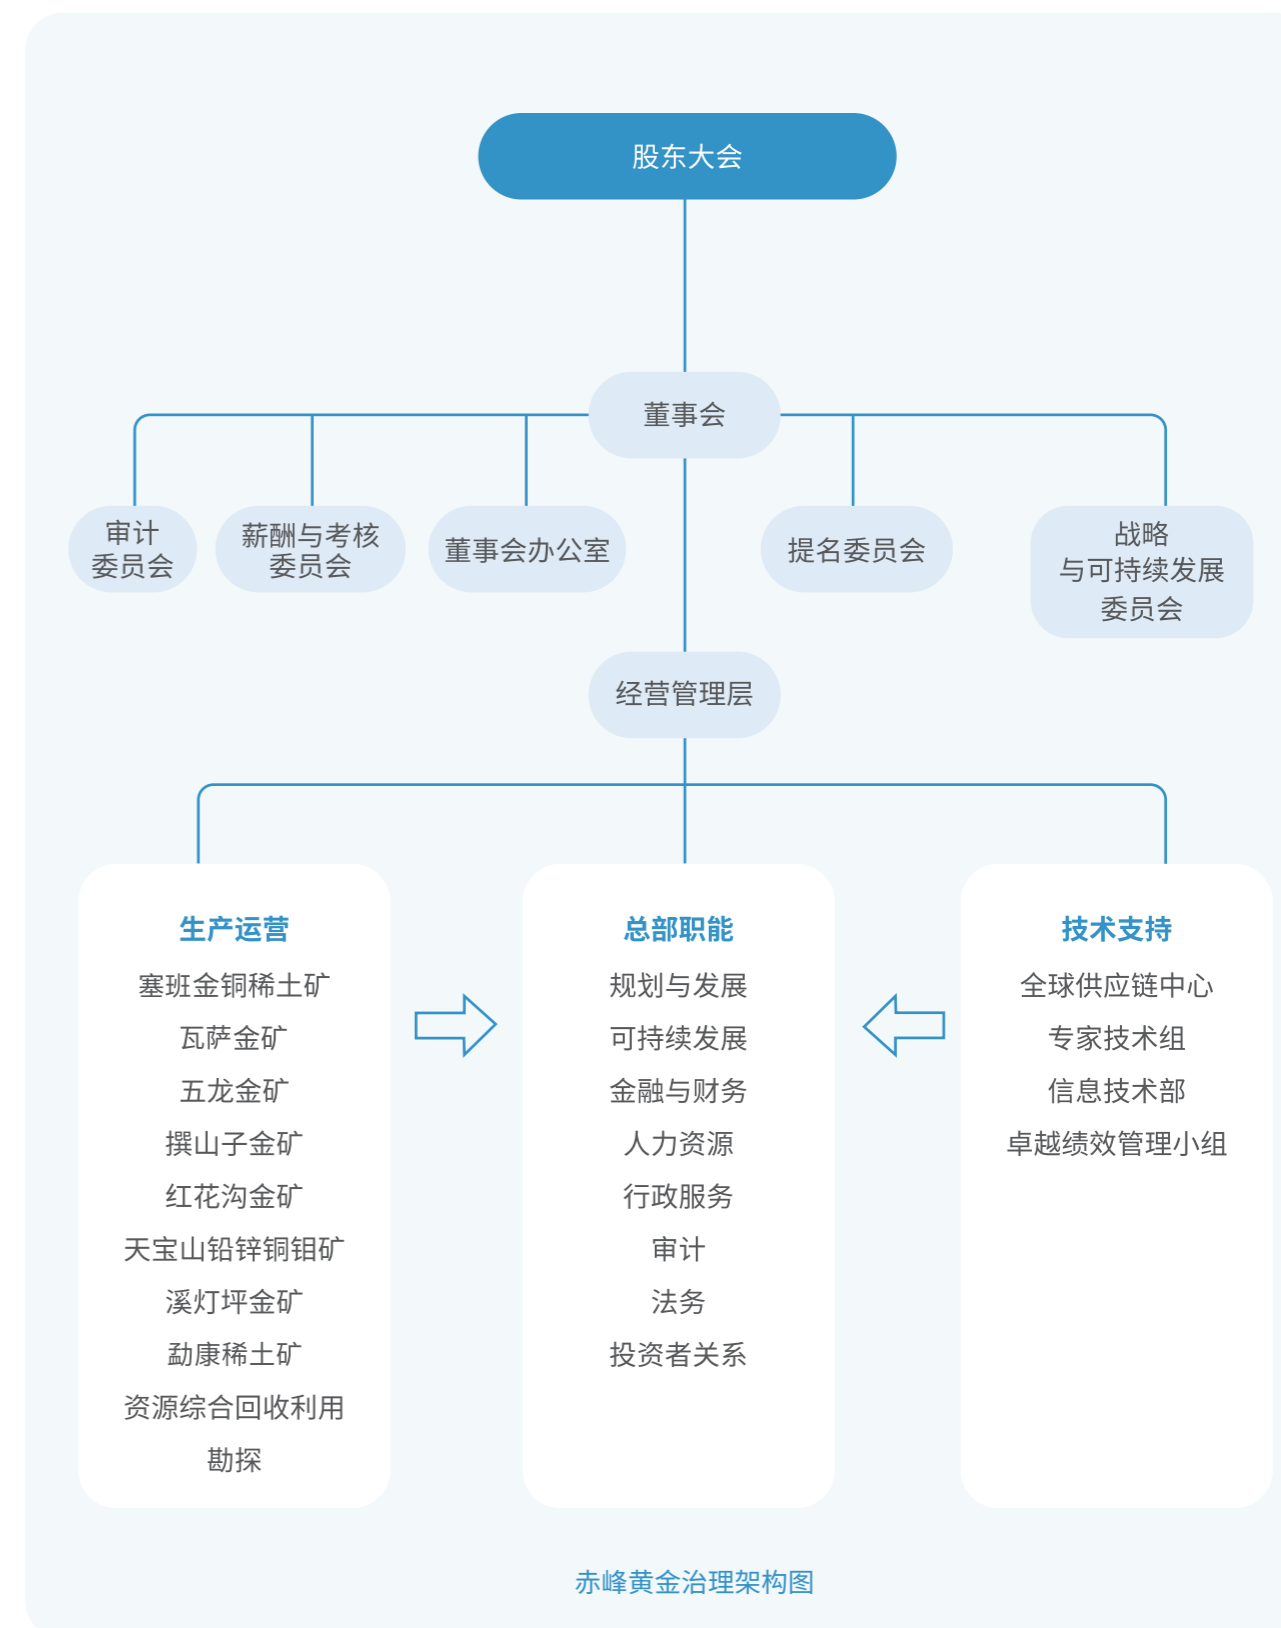 股东大会
董事会
审计
委员会
薪酬与考核
委员会
董事会办公室
提名委员会
战略
与可持续发展
委员会
经营管理层
生产运营
塞班金铜稀土矿
瓦萨金矿
五龙金矿
撰山子金矿
红花沟金矿
天宝山铅锌铜钼矿
溪灯坪金矿
勐康稀土矿
资源综合回收利用
勘探
总部职能
规划与发展
可持续发展
金融与财务
人力资源
行政服务
审计
法务
投资者关系
技术支持
全球供应链中心
专家技术组
信息技术部
卓越绩效管理小组
赤峰黄金治理架构图